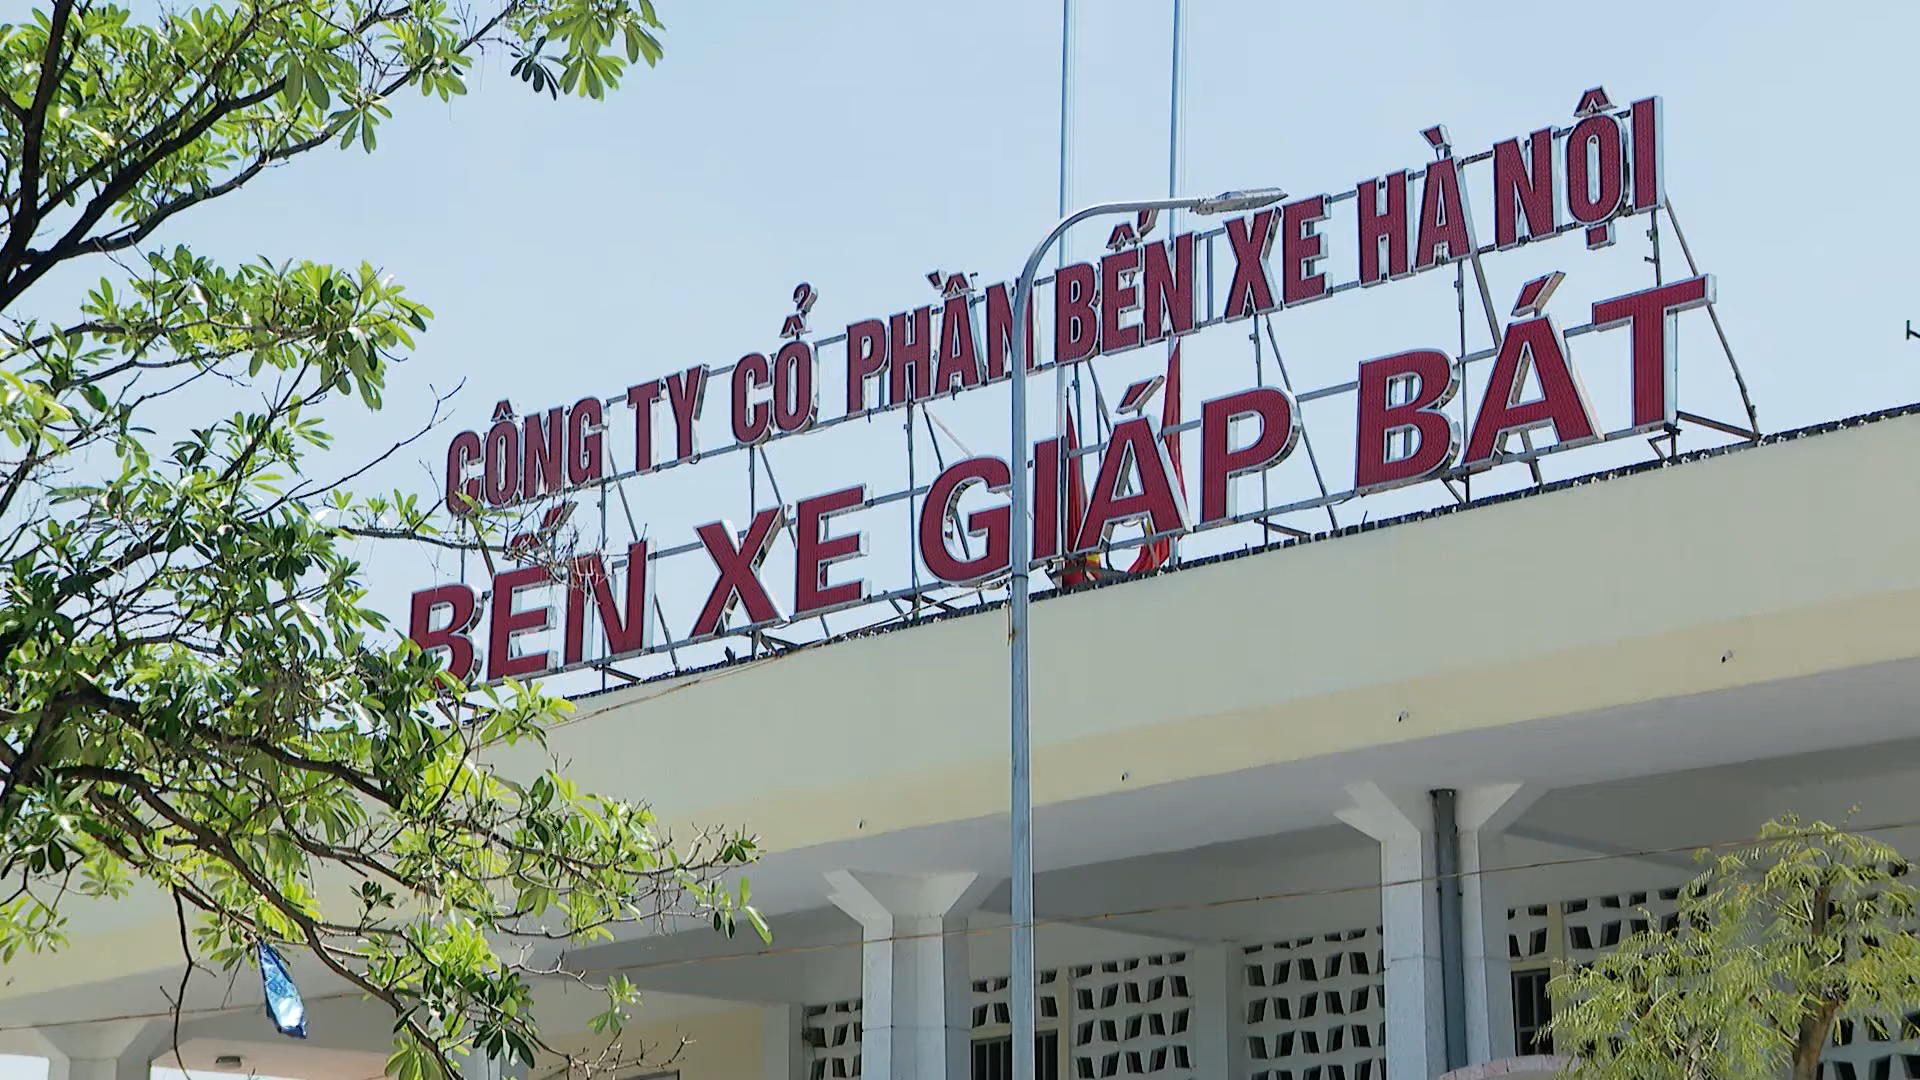 CÔNG TY CỔ PHẦN BẾN XE HÀ NỘI
BẾN XE GIÁP BÁT